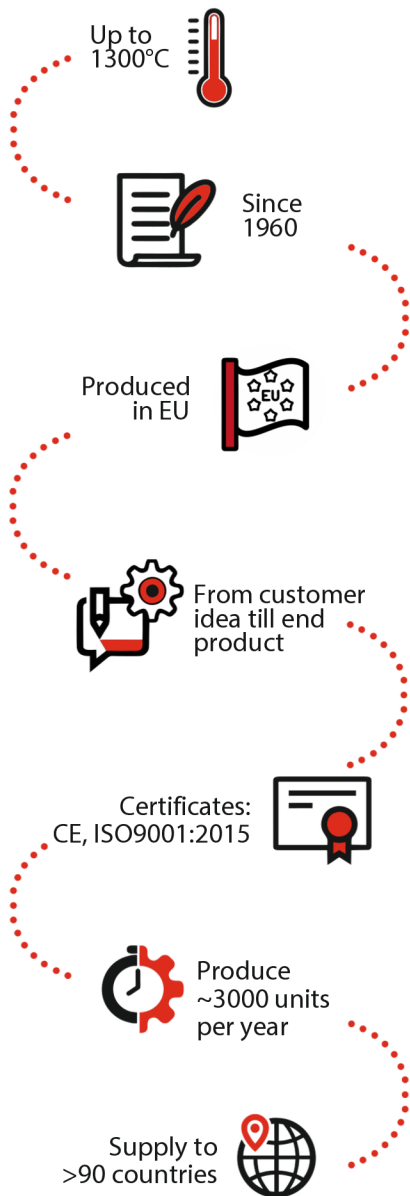 Up to
1300°C
Since
1960
Produced
in EU
EU
From customer
idea till end
product
Certificates:
CE, ISO9001:2015
Produce
~3000 units
per year
Supply to
>90 countries